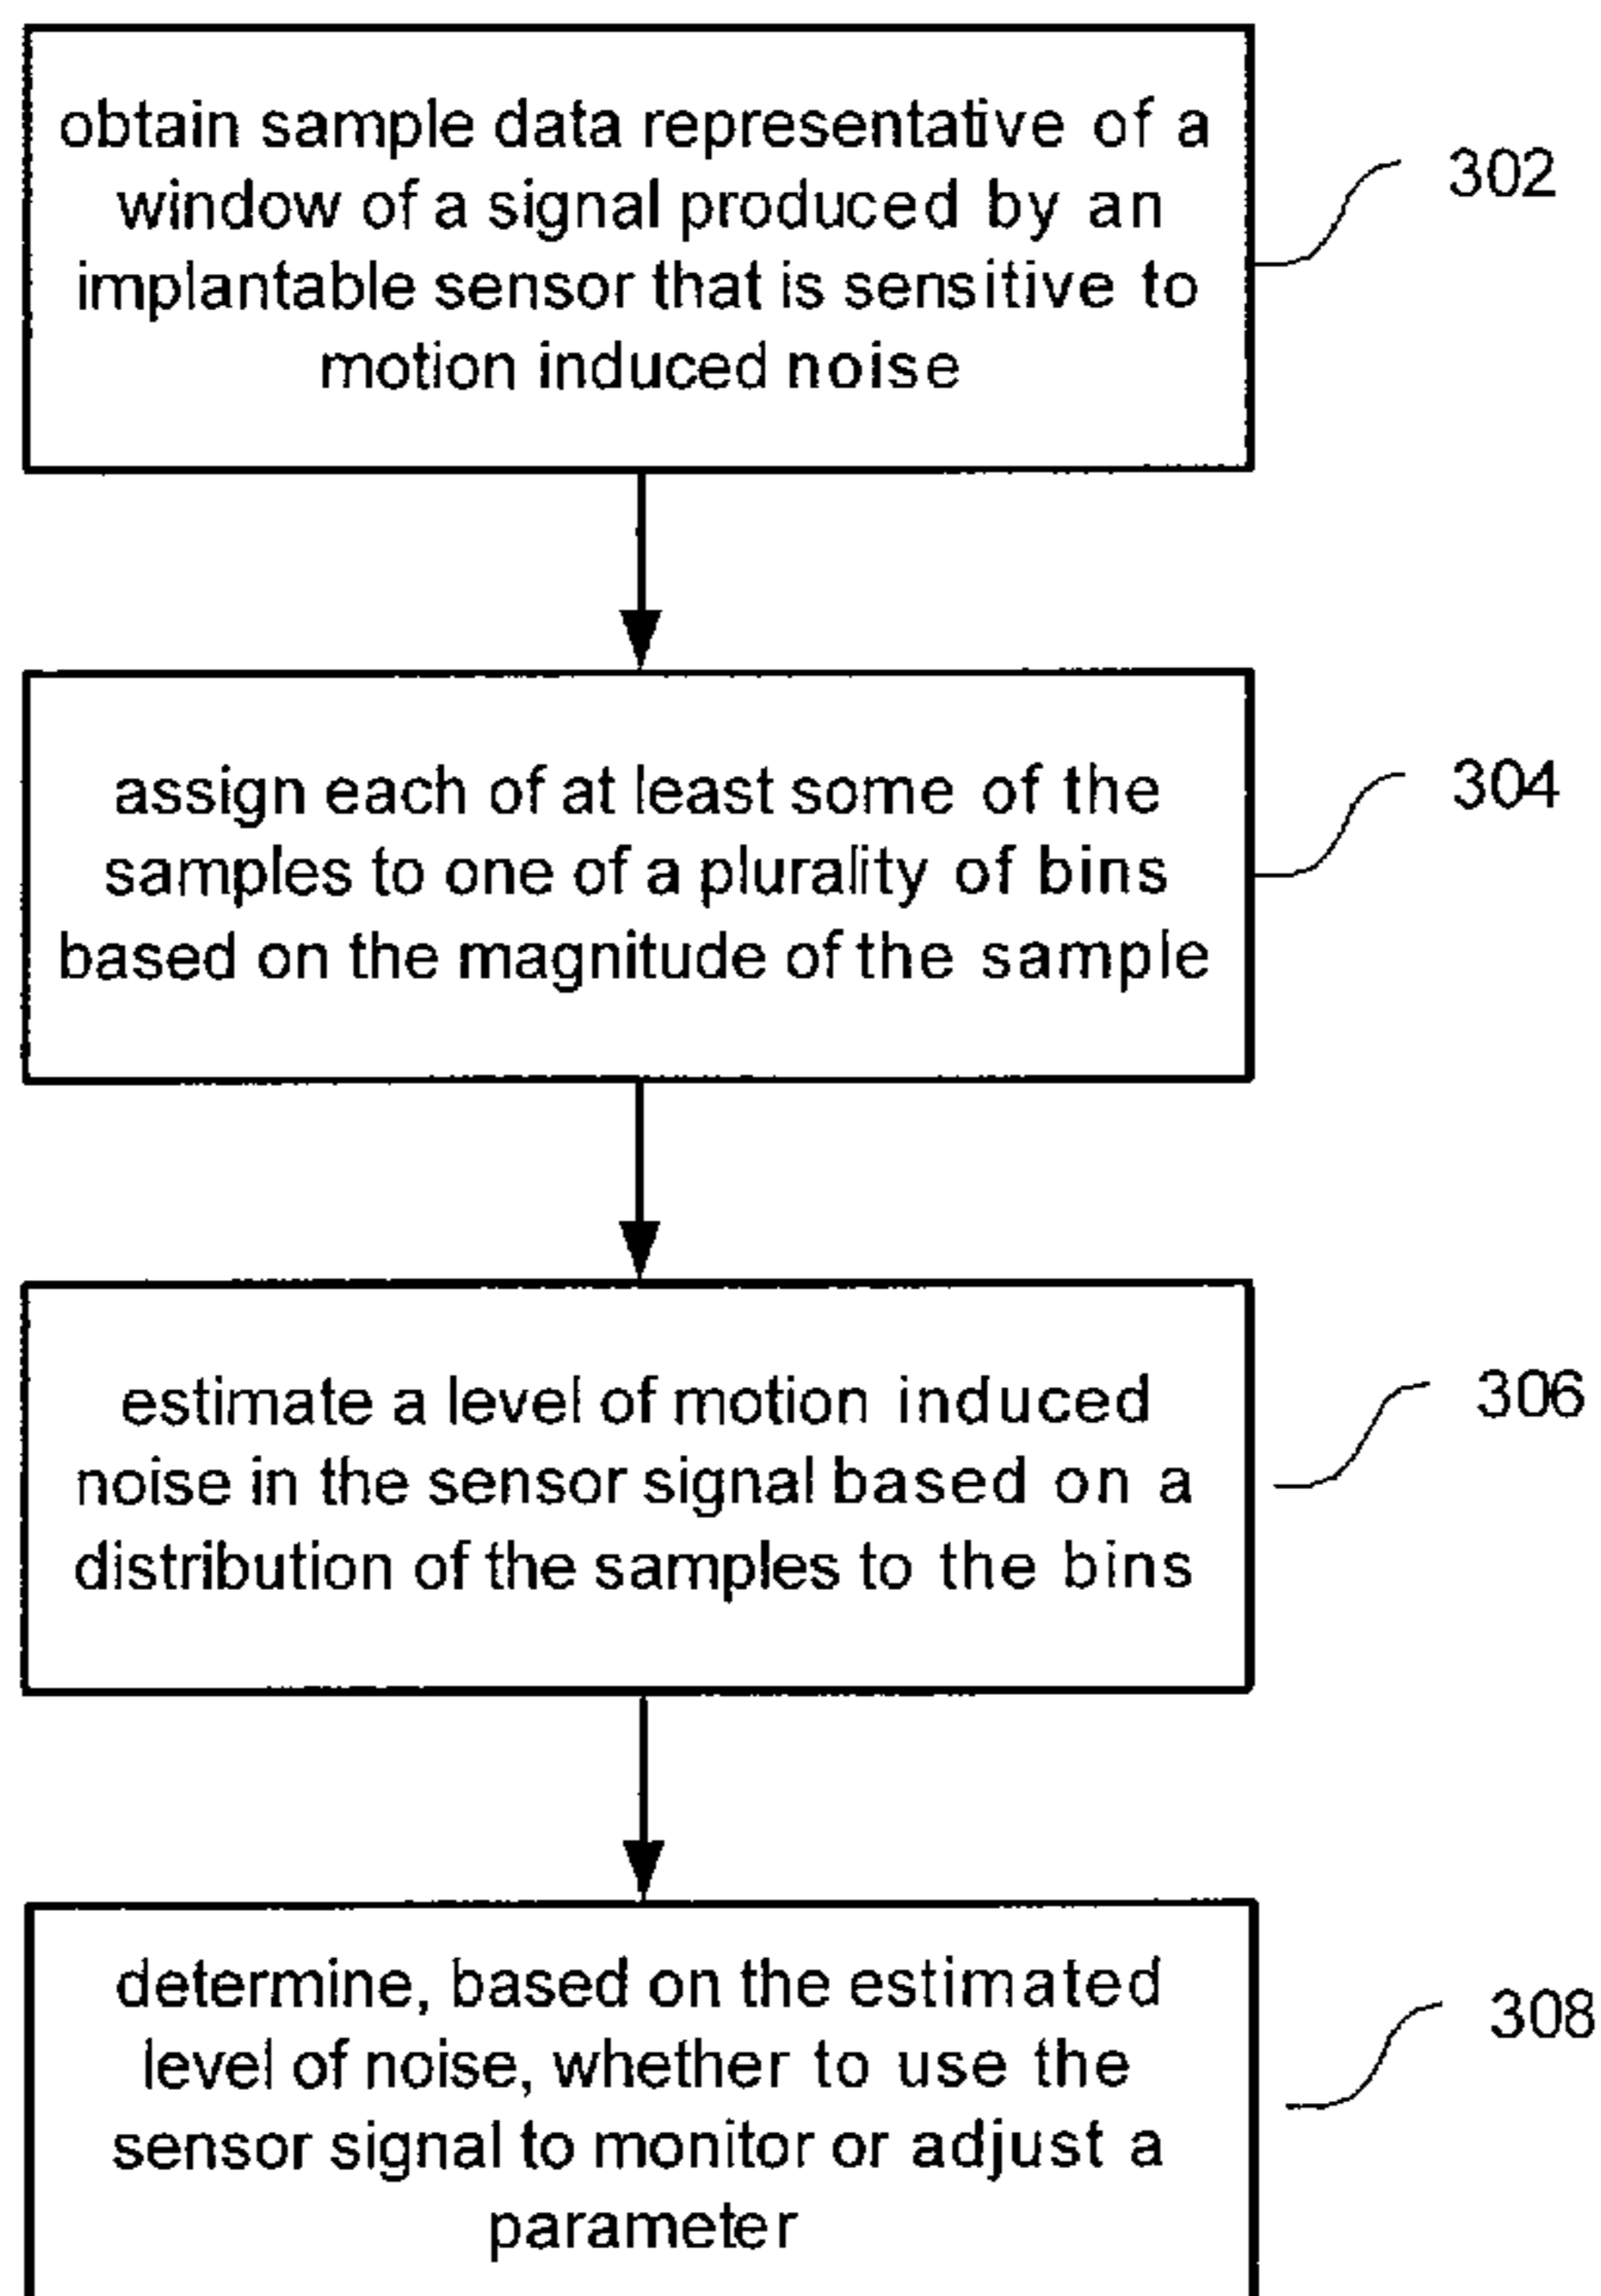 obtain sample data representative of a
window of a signal produced by an
implantable sensor that is sensitive to
motion induced noise
302
assign each of at least some of the
samples to one of a plurality of bins
based on the magnitude of the sample
304
estimate a level of motion induced
noise in the sensor signal based on a
distribution of the samples to the bins
306
determine, based on the estimated
level of noise, whether to use the
sensor signal to monitor or adjust a
parameter
308